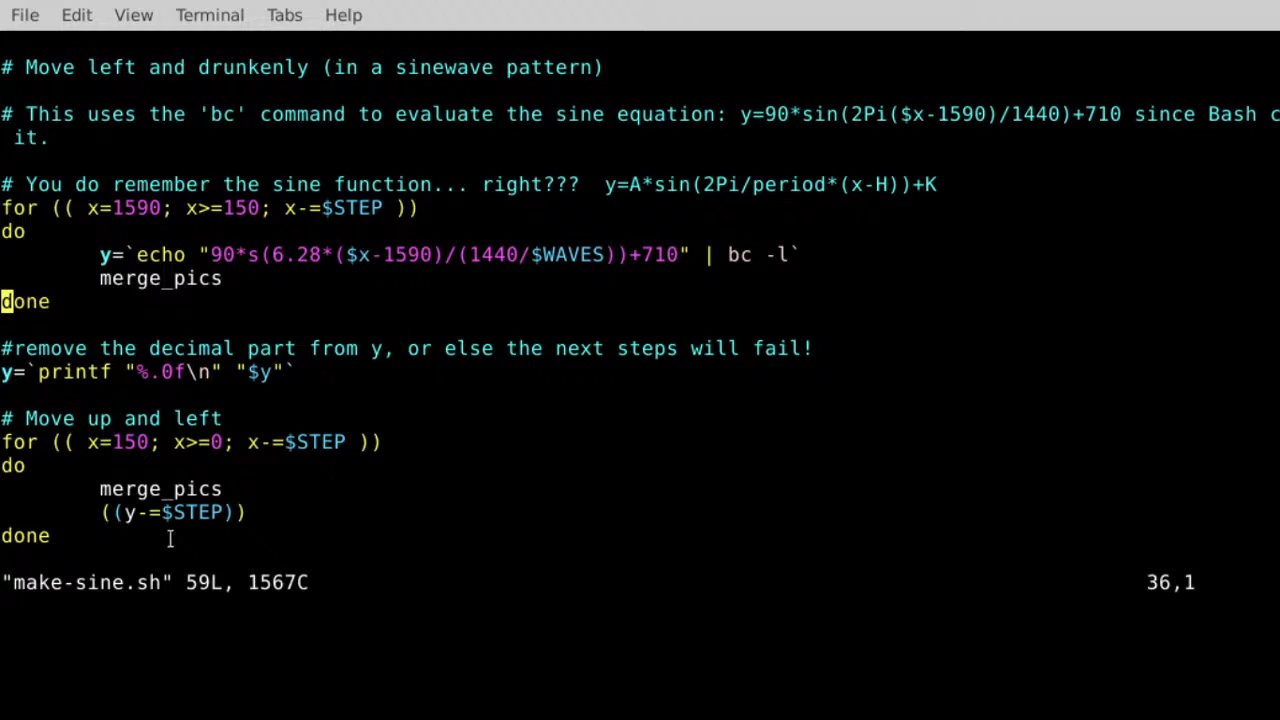 File Edit View Terminal Tabs Help
# Move left and drunkenly (in a sinewave pattern)
# This uses the 'bc' command to evaluate the sine equation: y=90*sin(2Pi($x-1590)/1440)+710 since Bash c
it.
# You do remember the sine function... right???  y=A*sin(2Pi/period*(x-H))+K
for (( x=1590; x>=150; x-=$STEP ))
do
        y=`echo "90*s(6.28*($x-1590)/(1440/$WAVES))+710" | bc -l`
        merge_pics
done
#remove the decimal part from y, or else the next steps will fail!
y=`printf "%.0f\n" "$y"`
# Move up and left
for (( x=150; x>=0; x-=$STEP ))
do
        merge_pics
        ((y-=$STEP))
done
"make-sine.sh" 59L, 1567C 36,1